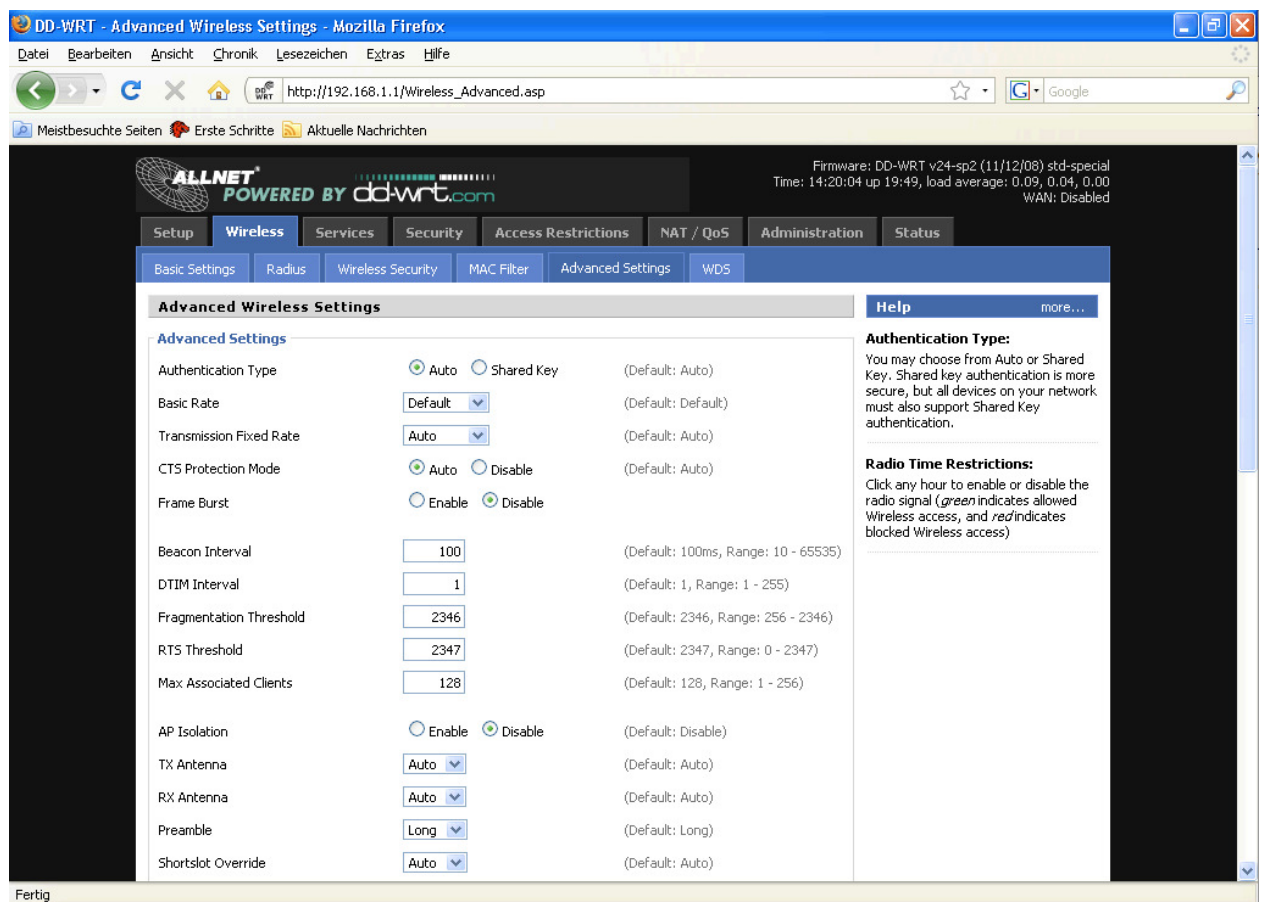 DD-WRT - Advanced Wireless Settings - Mozilla Firefox
Datei Bearbeiten Ansicht Chronik Lesezeichen Extras Hilfe
DD WRT http://192.168.1.1/Wireless_Advanced.asp G Google
Meistbesuchte Seiten Erste Schritte Aktuelle Nachrichten
ALLNET
POWERED BY dd-wrt.com
Firmware: DD-WRT v24-sp2 (11/12/08) std-special
Time: 14:20:04 up 19:49, load average: 0.09, 0.04, 0.00
WAN: Disabled
Setup Wireless Services Security Access Restrictions NAT / QoS Administration Status
Basic Settings Radius Wireless Security MAC Filter Advanced Settings WDS
Advanced Wireless Settings
Advanced Settings
Authentication Type Auto Shared Key (Default: Auto)
Basic Rate Default (Default: Default)
Transmission Fixed Rate Auto (Default: Auto)
CTS Protection Mode Auto Disable (Default: Auto)
Frame Burst Enable Disable
Beacon Interval 100 (Default: 100ms, Range: 10 - 65535)
DTIM Interval 1 (Default: 1, Range: 1 - 255)
Fragmentation Threshold 2346 (Default: 2346, Range: 256 - 2346)
RTS Threshold 2347 (Default: 2347, Range: 0 - 2347)
Max Associated Clients 128 (Default: 128, Range: 1 - 256)
AP Isolation Enable Disable (Default: Disable)
TX Antenna Auto (Default: Auto)
RX Antenna Auto (Default: Auto)
Preamble Long (Default: Long)
Shortslot Override Auto (Default: Auto)
Help more...
Authentication Type:
You may choose from Auto or Shared
Key. Shared key authentication is more
secure, but all devices on your network
must also support Shared Key
authentication.
Radio Time Restrictions:
Click any hour to enable or disable the
radio signal (green indicates allowed
Wireless access, and redindicates
blocked Wireless access)
Fertig